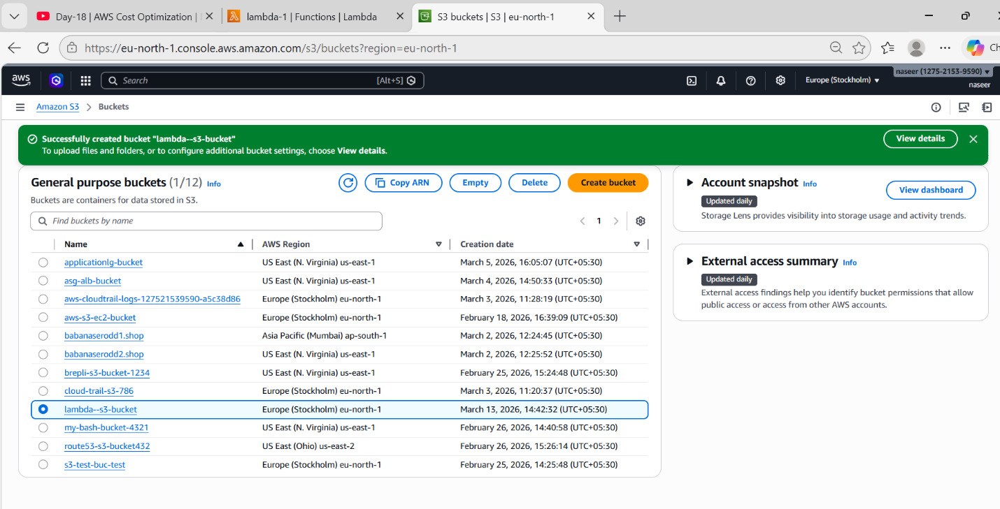 Day-18 | AWS Cost Optimization |
lambda-1 | Functions | Lambda
S3 buckets | S3 | eu-north-1
https://eu-north-1.console.aws.amazon.com/s3/buckets?region=eu-north-1
aws
Search
[Alt+S]
Europe (Stockholm)
naseer (1275-2153-9590)
naseer
Amazon S3
Buckets
Successfully created bucket "lambda--s3-bucket"
To upload files and folders, or to configure additional bucket settings, choose View details.
View details
General purpose buckets (1/12) Info
Copy ARN
Empty
Delete
Create bucket
Buckets are containers for data stored in S3.
Find buckets by name
1
Name AWS Region Creation date
applicationlg-bucket US East (N. Virginia) us-east-1 March 5, 2026, 16:05:07 (UTC+05:30)
asg-alb-bucket US East (N. Virginia) us-east-1 March 4, 2026, 14:50:33 (UTC+05:30)
aws-cloudtrail-logs-127521539590-a5c38d86 Europe (Stockholm) eu-north-1 March 3, 2026, 11:28:19 (UTC+05:30)
aws-s3-ec2-bucket Europe (Stockholm) eu-north-1 February 18, 2026, 16:39:09 (UTC+05:30)
babanaserodd1.shop Asia Pacific (Mumbai) ap-south-1 March 2, 2026, 12:24:45 (UTC+05:30)
babanaserodd2.shop US East (N. Virginia) us-east-1 March 2, 2026, 12:25:52 (UTC+05:30)
brepli-s3-bucket-1234 US East (N. Virginia) us-east-1 February 25, 2026, 15:24:48 (UTC+05:30)
cloud-trail-s3-786 Europe (Stockholm) eu-north-1 March 3, 2026, 11:20:37 (UTC+05:30)
lambda--s3-bucket Europe (Stockholm) eu-north-1 March 13, 2026, 14:42:32 (UTC+05:30)
my-bash-bucket-4321 US East (N. Virginia) us-east-1 February 26, 2026, 14:40:58 (UTC+05:30)
route53-s3-bucket432 US East (Ohio) us-east-2 February 26, 2026, 15:26:14 (UTC+05:30)
s3-test-buc-test Europe (Stockholm) eu-north-1 February 25, 2026, 14:25:48 (UTC+05:30)
Account snapshot Info
View dashboard
Updated daily
Storage Lens provides visibility into storage usage and activity trends.
External access summary Info
Updated daily
External access findings help you identify bucket permissions that allow
public access or access from other AWS accounts.